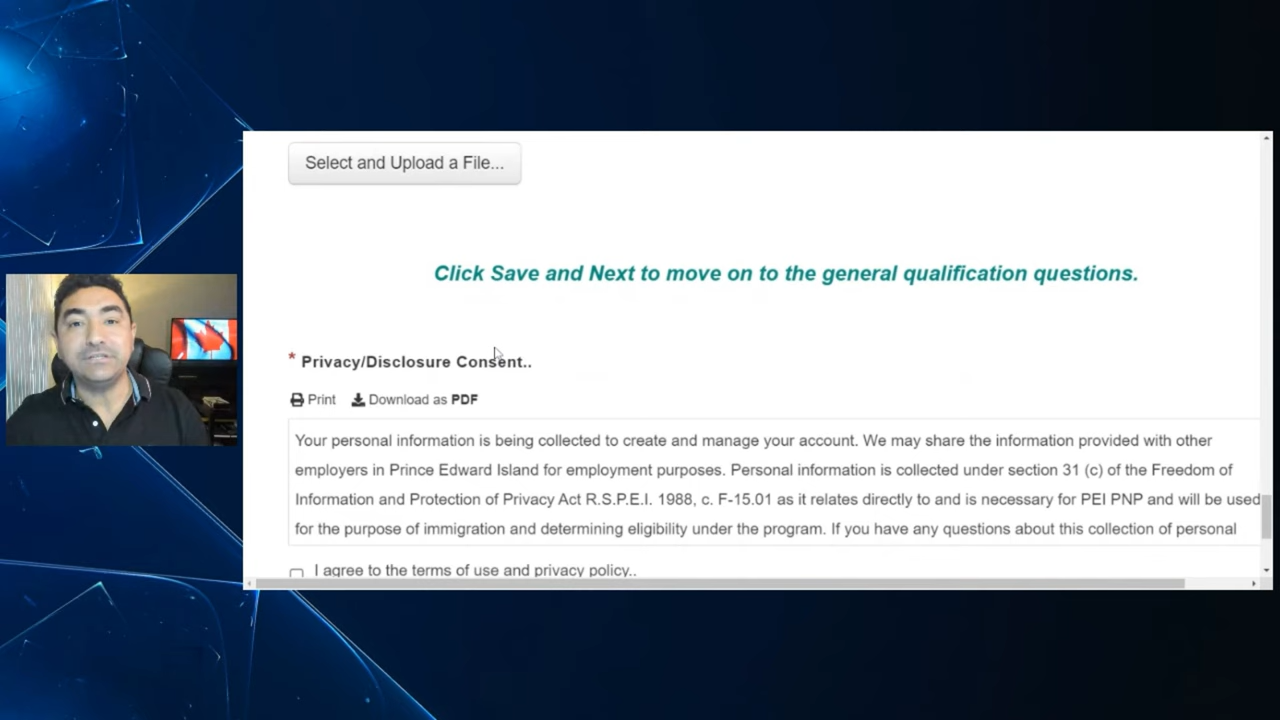 Select and Upload a File...
Click Save and Next to move on to the general qualification questions.
* Privacy/Disclosure Consent..
Print Download as PDF
Your personal information is being collected to create and manage your account. We may share the information provided with other
employers in Prince Edward Island for employment purposes. Personal information is collected under section 31 (c) of the Freedom of
Information and Protection of Privacy Act R.S.P.E.I. 1988, c. F-15.01 as it relates directly to and is necessary for PEI PNP and will be used
for the purpose of immigration and determining eligibility under the program. If you have any questions about this collection of personal
I agree to the terms of use and privacy policy..